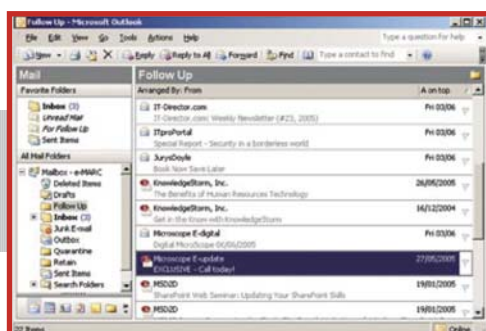 Follow Up - Microsoft Outlook
File Edit View Go Tools Actions Help Type a question for help
New Reply Reply to All Forward Find Type a contact to find
Mail
Favorite Folders
Inbox (3)
Unread Mail
For Follow Up
Sent Items
All Mail Folders
Mailbox - e-MARC
Deleted Items
Drafts
Follow Up
Inbox (3)
Junk E-mail
Outbox
Quarantine
Retain
Sent Items
Search Folders
Follow Up
Arranged By: From A on top
IT-Director.com Fri 03/06
IT-Director.com: Weekly Newsletter (#23, 2005)
ITproPortal Fri 03/06
Special Report - Security in a borderless world
JurysDoyle Fri 03/06
Book Now Save Later
KnowledgeStorm, Inc. 26/05/2005
The Benefits of Human Resources Technology
KnowledgeStorm, Inc. 16/12/2004
Get in the Know with KnowledgeStorm
Microscope E-digital Fri 03/06
Digital MicroScope 06/06/2005
Microscope E-update 27/05/2005
EXCLUSIVE - Call today!
MSD2D 19/01/2005
SharePoint Web Seminar: Updating Your SharePoint Skills
MSD2D 19/01/2005
22 Items Online